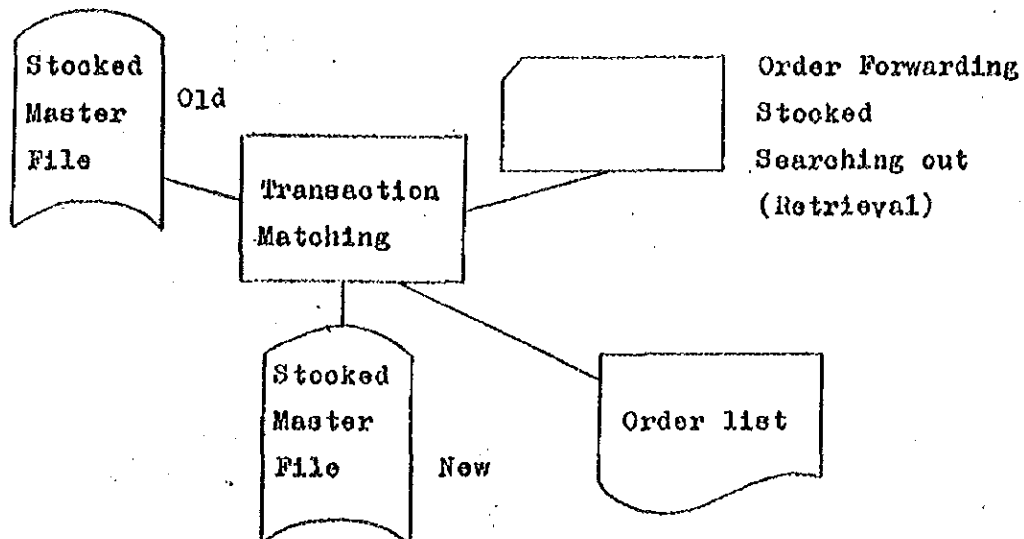 Stocked
Master
File
Old
Order Forwarding
Stocked
Searching out
(Retrieval)
Transaction
Matching
Stocked
Master
File
New
Order list